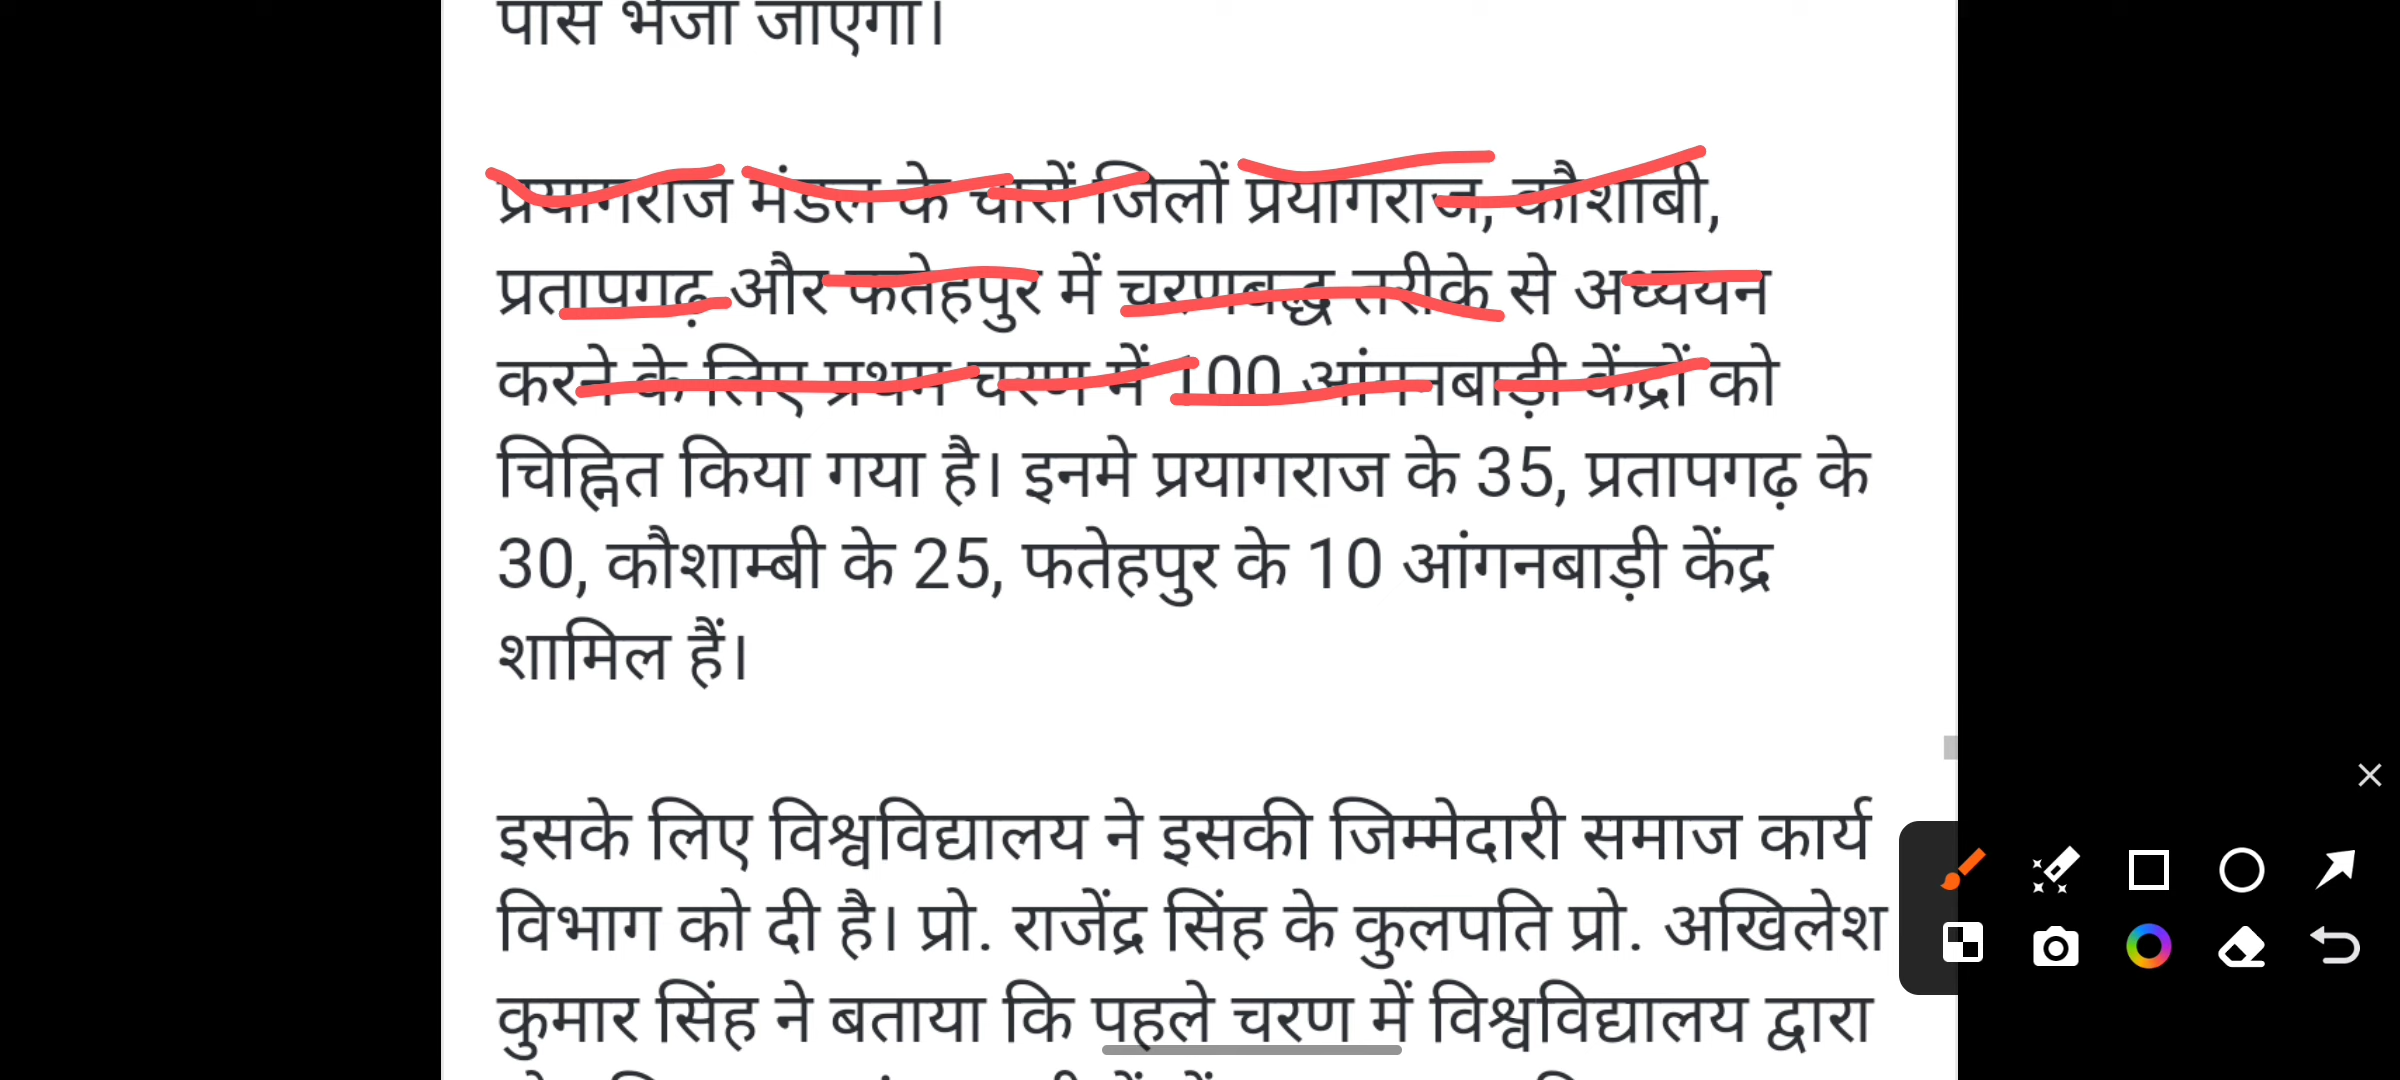 पास भेजा जाएगा।
प्रयागराज मंडल के चारों जिलों प्रयागराज, कौशाबी,
प्रतापगढ़ और फतेहपुर में चरणबद्ध तरीके से अध्ययन
करने के लिए प्रथम चरण में 100 आंगनबाड़ी केंद्रों को
चिह्नित किया गया है। इनमे प्रयागराज के 35, प्रतापगढ़ के
30, कौशाम्बी के 25, फतेहपुर के 10 आंगनबाड़ी केंद्र
शामिल हैं।
इसके लिए विश्वविद्यालय ने इसकी जिम्मेदारी समाज कार्य
विभाग को दी है। प्रो. राजेंद्र सिंह के कुलपति प्रो. अखिलेश
कुमार सिंह ने बताया कि पहले चरण में विश्वविद्यालय द्वारा